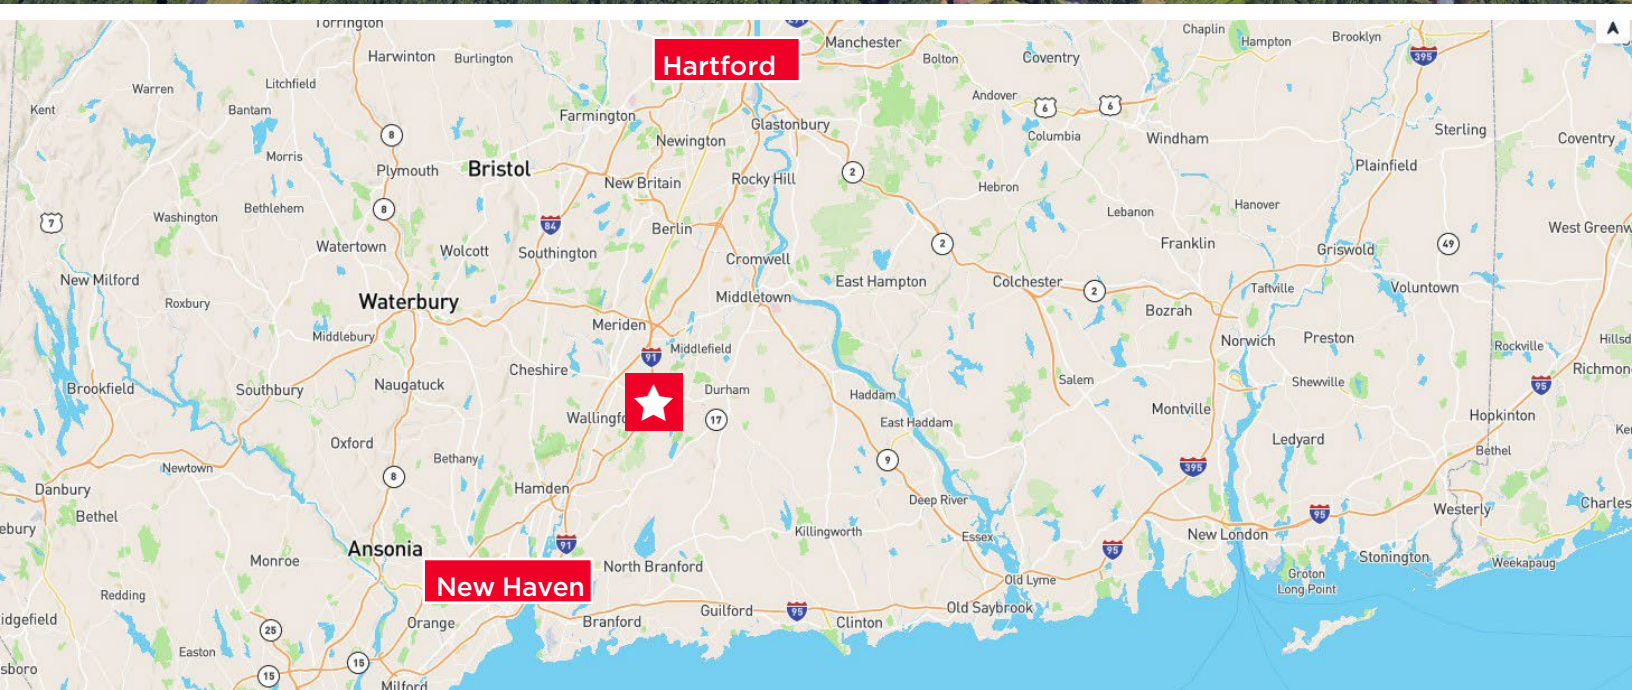 Torrington
Chaplin
Hampton
Brooklyn
Manchester
Harwinton
Burlington
Hartford
Bolton
Coventry
395
Warren
Litchfield
Andover
Kent
Bantam
Farmington
6
6
Glastonbury
8
Newington
Columbia
Windham
Sterling
Coventry
Morris
Plymouth
Bristol
2
Plainfield
New Britain
Rocky Hill
Hebron
Washington
Bethlehem
8
Lebanon
Hanover
7
84
Berlin
West Greenw
Watertown
Wolcott
Southington
2
Franklin
Griswold
49
Cromwell
New Milford
East Hampton
Colchester
2
Taftville
Voluntown
Roxbury
Waterbury
Middletown
Bozrah
Meriden
Middlebury
Middlefield
91
Norwich
Preston
Rockville
Hillsd
Cheshire
Richmon
Brookfield
Southbury
Naugatuck
Durham
Haddam
Salem
Shewville
95
Wallingfo
17
East Haddam
Montville
Hopkinton
Oxford
Ledyard
Ke
Bethany
9
Bethel
Newtown
8
395
Danbury
Hamden
Deep River
Charles
Bethel
95
Westerly
ebury
91
Killingworth
Essex
New London
Ansonia
95
Stonington
Monroe
North Branford
Weekapaug
New Haven
Old Lyme
Groton
Long Point
Redding
Guilford
95
Old Saybrook
idgefield
Orange
Branford
Clinton
25
Easton
15
sboro
15
Milford